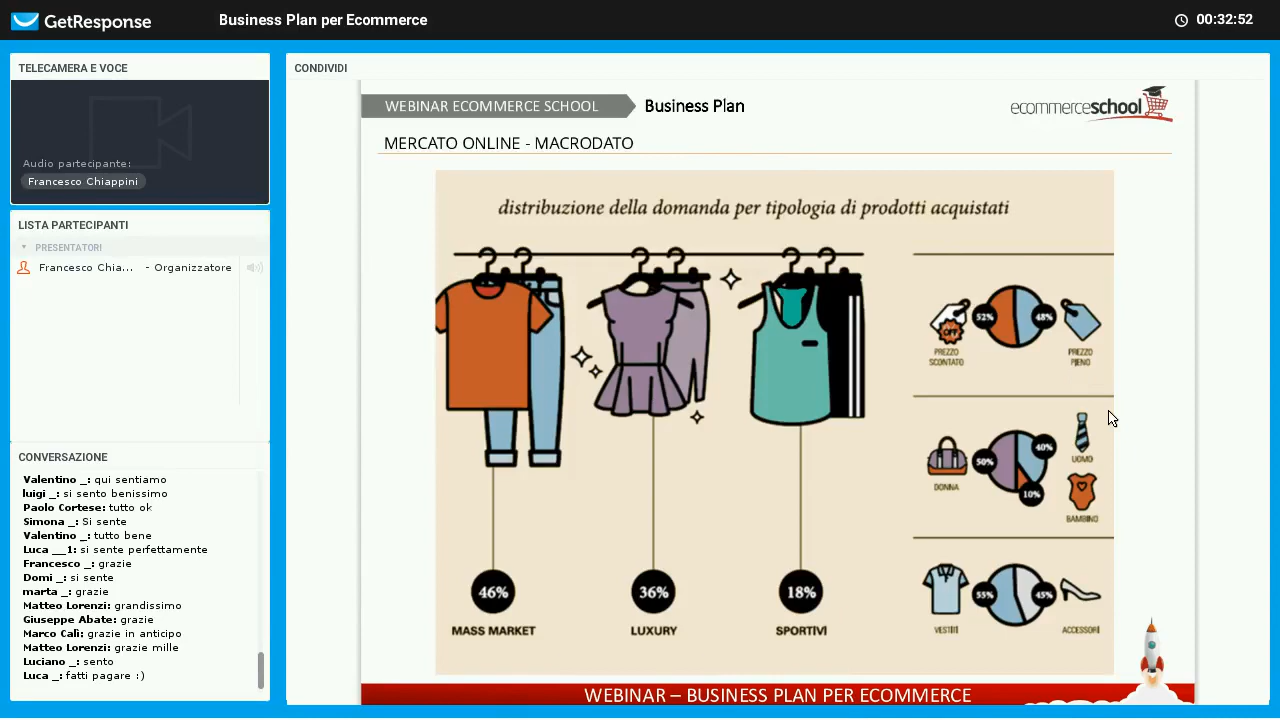 GetResponse
Business Plan per Ecommerce
00:32:52
TELECAMERA E VOCE
Audio partecipante:
Francesco Chiappini
LISTA PARTECIPANTI
PRESENTATORI
Francesco Chia... - Organizzatore
CONVERSAZIONE
Valentino _: qui sentiamo
luigi _: si sento benissimo
Paolo Cortese: tutto ok
Simona _: Si sente
Valentino _: tutto bene
Luca __1: si sente perfettamente
Francesco _: grazie
Domi _: si sente
marta _: grazie
Matteo Lorenzi: grandissimo
Giuseppe Abate: grazie
Marco Calì: grazie in anticipo
Matteo Lorenzi: grazie mille
Luciano _: sento
Luca _: fatti pagare :)
CONDIVIDI
WEBINAR ECOMMERCE SCHOOL
Business Plan
ecommerceschool
MERCATO ONLINE - MACRODATO
distribuzione della domanda per tipologia di prodotti acquistati
46%
MASS MARKET
36%
LUXURY
18%
SPORTIVI
OFF
52%
48%
PREZZO
SCONTATO
PREZZO
PIENO
50%
40%
10%
DONNA
UOMO
BAMBINO
55%
45%
VESTITI
ACCESSORI
WEBINAR – BUSINESS PLAN PER ECOMMERCE